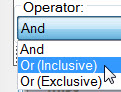 Operator:
And
And
Or (Inclusive)
Or (Exclusive)